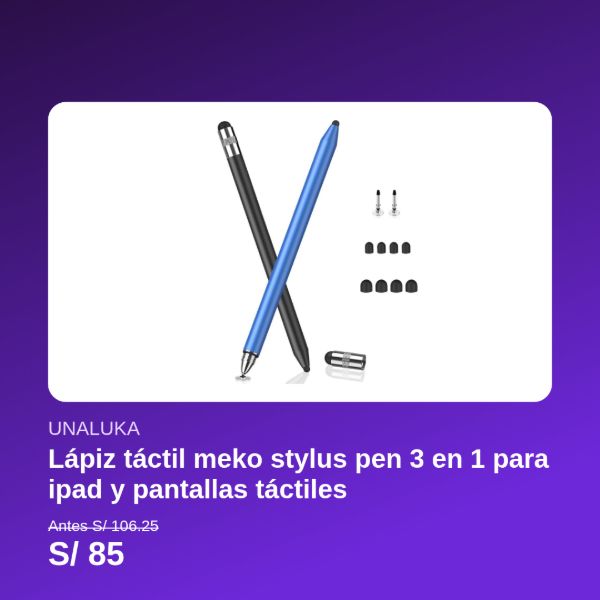 UNALUKA
Lápiz táctil meko stylus pen 3 en 1 para
ipad y pantallas táctiles
Antes S/ 106.25
S/ 85